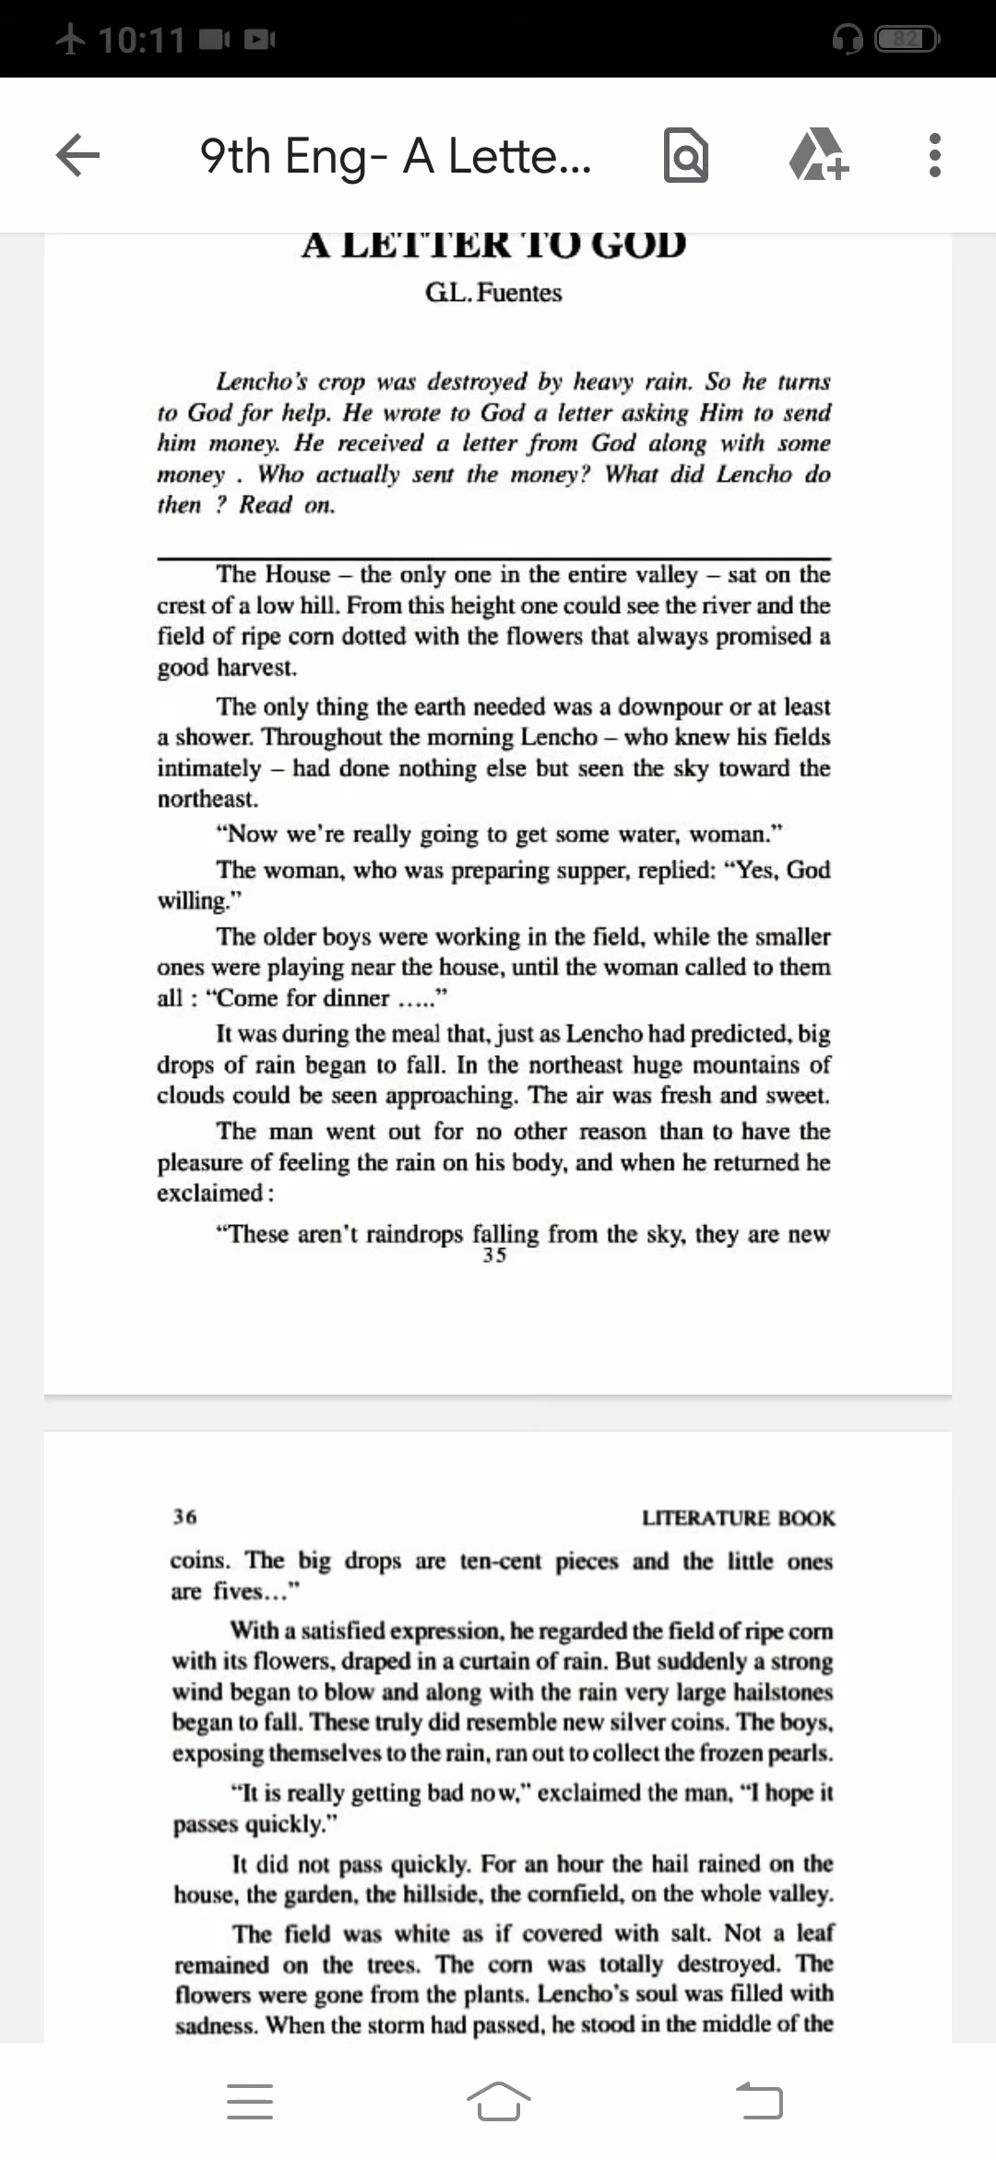 10:11
82
9th Eng- A Lette...
A LETTER TO GOD
G.L. Fuentes
Lencho's crop was destroyed by heavy rain. So he turns
to God for help. He wrote to God a letter asking Him to send
him money. He received a letter from God along with some
money . Who actually sent the money? What did Lencho do
then ? Read on.
The House – the only one in the entire valley – sat on the
crest of a low hill. From this height one could see the river and the
field of ripe corn dotted with the flowers that always promised a
good harvest.
The only thing the earth needed was a downpour or at least
a shower. Throughout the morning Lencho – who knew his fields
intimately – had done nothing else but seen the sky toward the
northeast.
“Now we're really going to get some water, woman.”
The woman, who was preparing supper, replied: “Yes, God
willing.”
The older boys were working in the field, while the smaller
ones were playing near the house, until the woman called to them
all : “Come for dinner .....”
It was during the meal that, just as Lencho had predicted, big
drops of rain began to fall. In the northeast huge mountains of
clouds could be seen approaching. The air was fresh and sweet.
The man went out for no other reason than to have the
pleasure of feeling the rain on his body, and when he returned he
exclaimed :
“These aren't raindrops falling from the sky, they are new
35
36 LITERATURE BOOK
coins. The big drops are ten-cent pieces and the little ones
are fives...”
With a satisfied expression, he regarded the field of ripe corn
with its flowers, draped in a curtain of rain. But suddenly a strong
wind began to blow and along with the rain very large hailstones
began to fall. These truly did resemble new silver coins. The boys,
exposing themselves to the rain, ran out to collect the frozen pearls.
“It is really getting bad now,” exclaimed the man, “I hope it
passes quickly.”
It did not pass quickly. For an hour the hail rained on the
house, the garden, the hillside, the cornfield, on the whole valley.
The field was white as if covered with salt. Not a leaf
remained on the trees. The corn was totally destroyed. The
flowers were gone from the plants. Lencho's soul was filled with
sadness. When the storm had passed, he stood in the middle of the